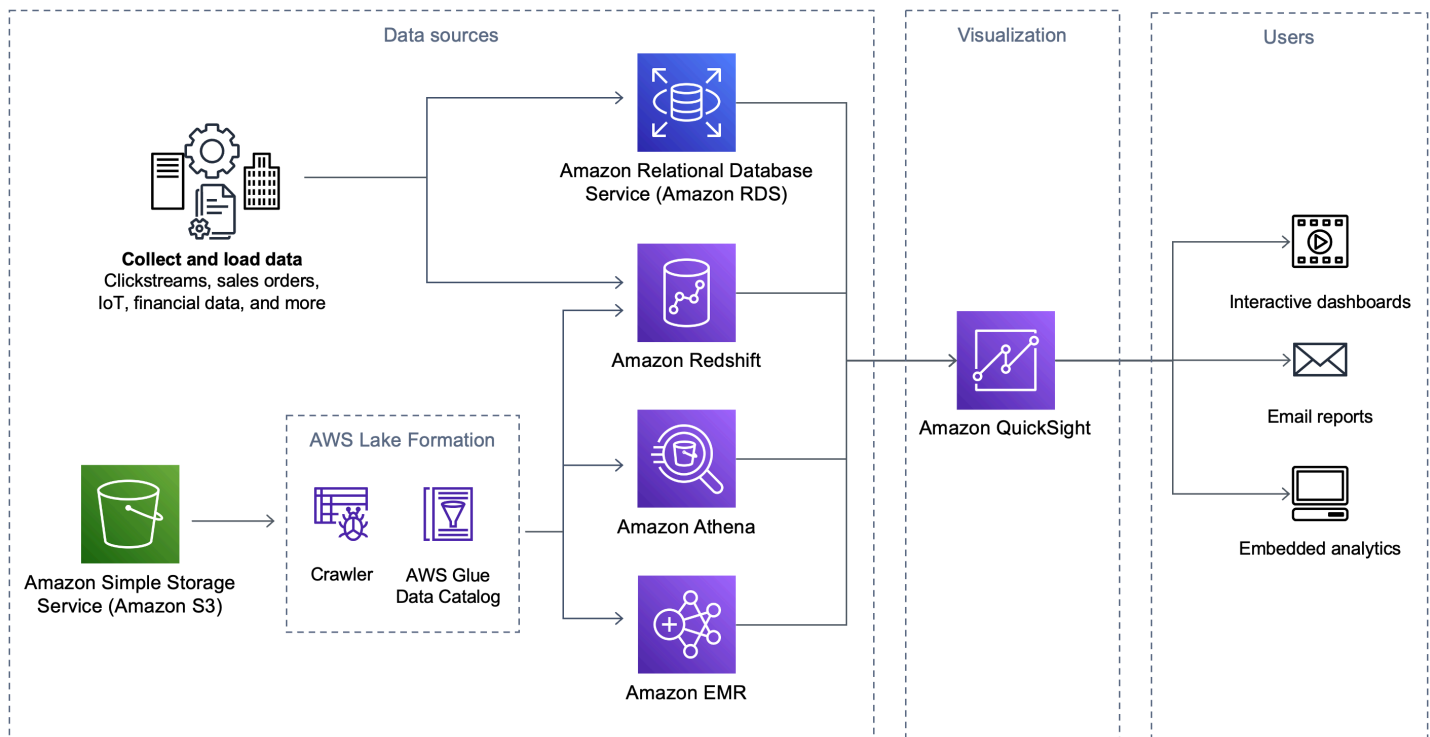 Data sources
Visualization
Users
Amazon Relational Database
Service (Amazon RDS)
Collect and load data
Clickstreams, sales orders,
IoT, financial data, and more
Amazon Redshift
AWS Lake Formation
Crawler
AWS Glue
Data Catalog
Amazon Simple Storage
Service (Amazon S3)
Amazon Athena
Amazon EMR
Amazon QuickSight
Interactive dashboards
Email reports
Embedded analytics